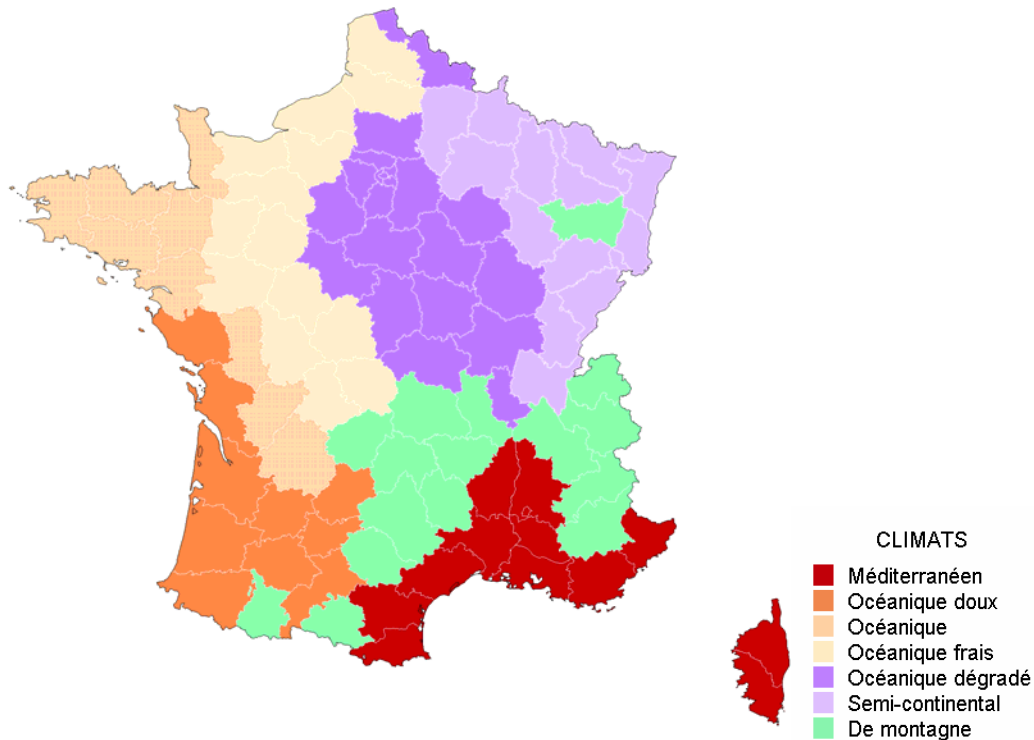 CLIMATS
Méditerranéen
Océanique doux
Océanique
Océanique frais
Océanique dégradé
Semi-continental
De montagne